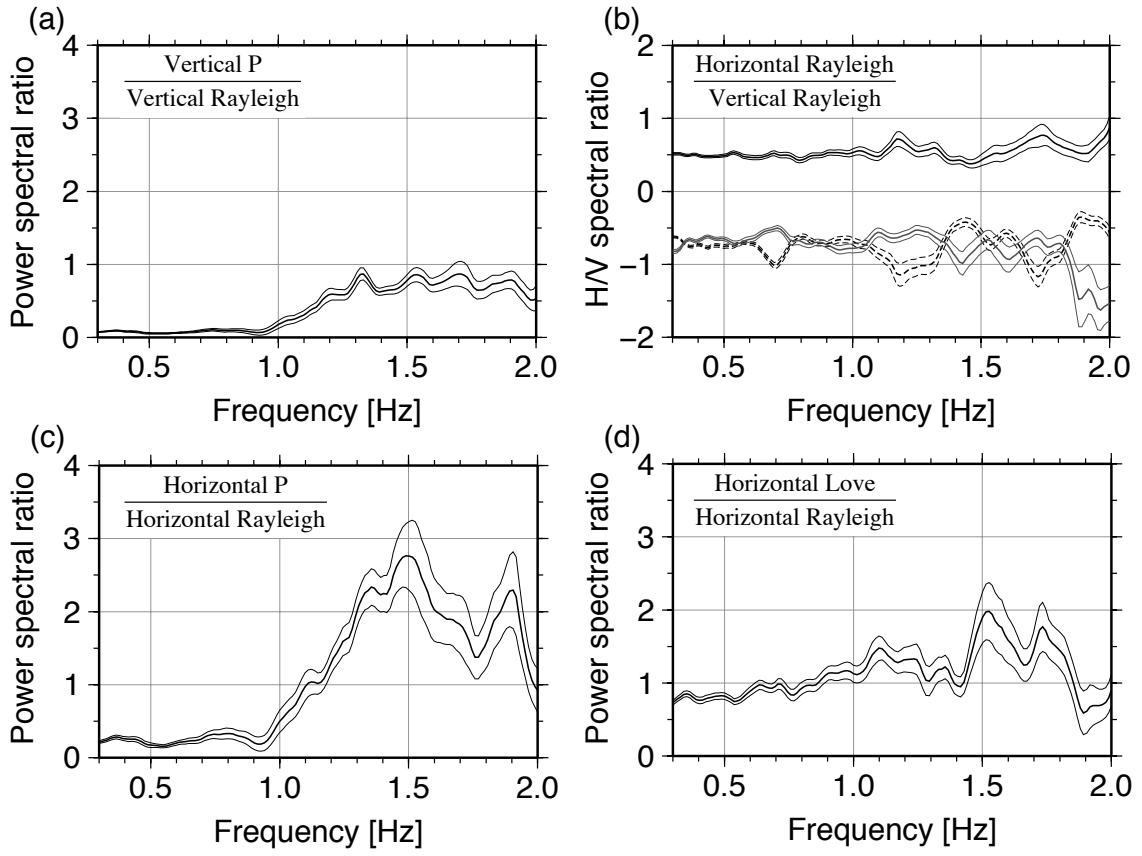 (a)
4
3
2
1
0
Power spectral ratio
Vertical P
Vertical Rayleigh
0.5
1.0
1.5
2.0
Frequency [Hz]
(b)
2
1
0
−1
−2
H/V spectral ratio
Horizontal Rayleigh
Vertical Rayleigh
0.5
1.0
1.5
2.0
Frequency [Hz]
(c)
4
3
2
1
0
Power spectral ratio
Horizontal P
Horizontal Rayleigh
0.5
1.0
1.5
2.0
Frequency [Hz]
(d)
4
3
2
1
0
Power spectral ratio
Horizontal Love
Horizontal Rayleigh
0.5
1.0
1.5
2.0
Frequency [Hz]